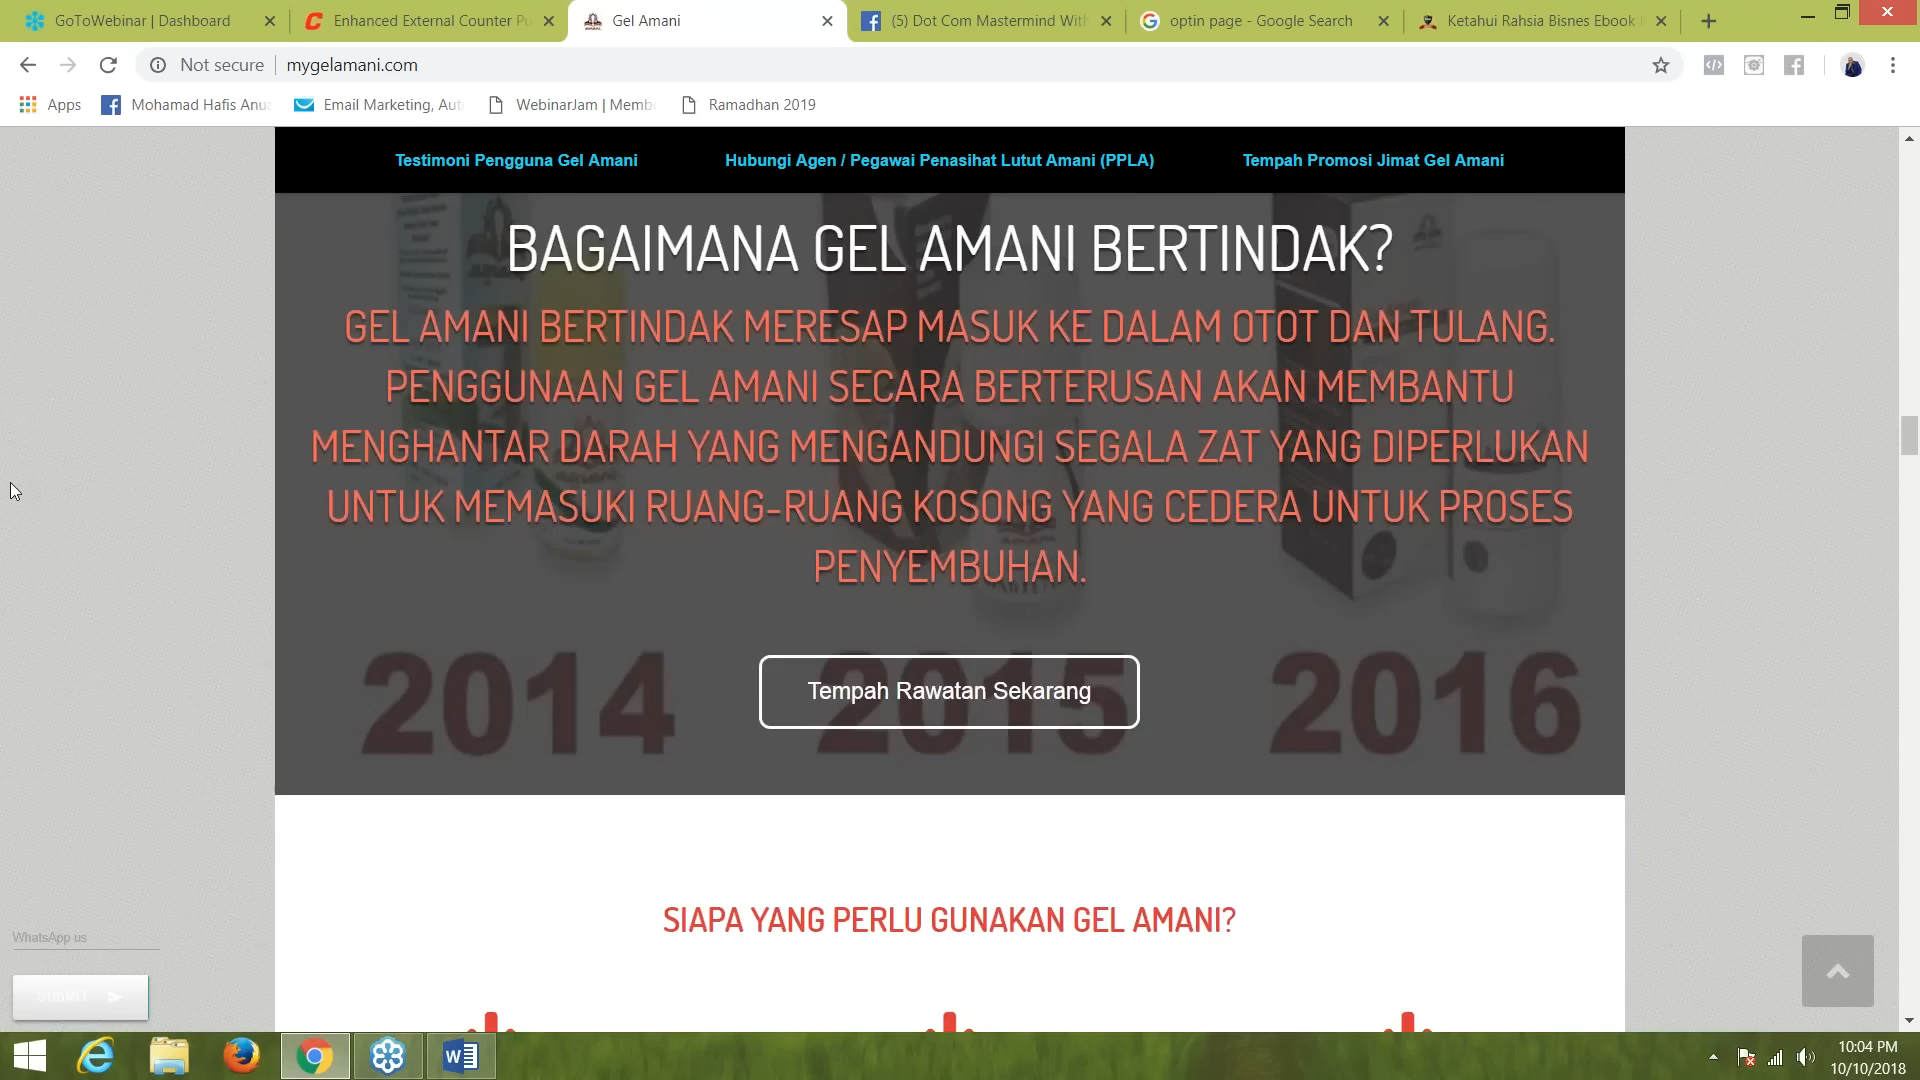 GoToWebinar | Dashboard
Enhanced External Counter Pu
Gel Amani
(5) Dot Com Mastermind With
optin page - Google Search
Ketahui Rahsia Bisnes Ebook
Not secure
mygelamani.com
Apps
Mohamad Hafis Anua
Email Marketing, Aut
WebinarJam | Memb
Ramadhan 2019
Testimoni Pengguna Gel Amani
Hubungi Agen / Pegawai Penasihat Lutut Amani (PPLA)
Tempah Promosi Jimat Gel Amani
BAGAIMANA GEL AMANI BERTINDAK?
GEL AMANI BERTINDAK MERESAP MASUK KE DALAM OTOT DAN TULANG.
PENGGUNAAN GEL AMANI SECARA BERTERUSAN AKAN MEMBANTU
MENGHANTAR DARAH YANG MENGANDUNGI SEGALA ZAT YANG DIPERLUKAN
UNTUK MEMASUKI RUANG-RUANG KOSONG YANG CEDERA UNTUK PROSES
PENYEMBUHAN.
2014
2015
2016
Tempah Rawatan Sekarang
SIAPA YANG PERLU GUNAKAN GEL AMANI?
WhatsApp us
SUBMIT
10:04 PM
10/10/2018